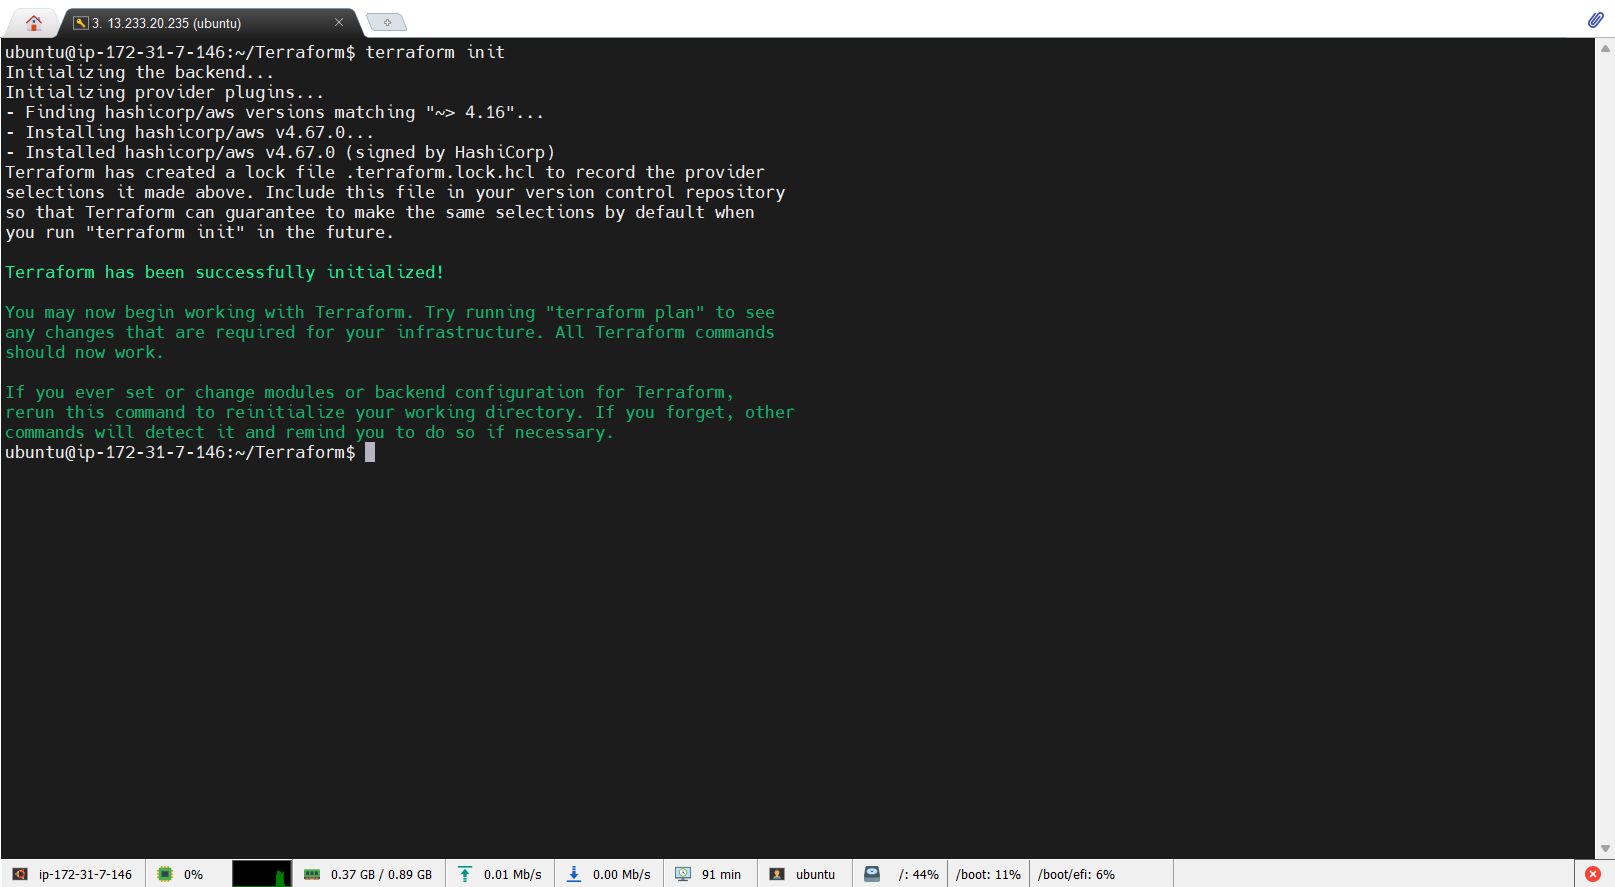 3. 13.233.20.235 (ubuntu)
ubuntu@ip-172-31-7-146:~/Terraform$ terraform init
Initializing the backend...
Initializing provider plugins...
- Finding hashicorp/aws versions matching "~> 4.16"...
- Installing hashicorp/aws v4.67.0...
- Installed hashicorp/aws v4.67.0 (signed by HashiCorp)
Terraform has created a lock file .terraform.lock.hcl to record the provider
selections it made above. Include this file in your version control repository
so that Terraform can guarantee to make the same selections by default when
you run "terraform init" in the future.
Terraform has been successfully initialized!
You may now begin working with Terraform. Try running "terraform plan" to see
any changes that are required for your infrastructure. All Terraform commands
should now work.
If you ever set or change modules or backend configuration for Terraform,
rerun this command to reinitialize your working directory. If you forget, other
commands will detect it and remind you to do so if necessary.
ubuntu@ip-172-31-7-146:~/Terraform$
ip-172-31-7-146 0% 0.37 GB / 0.89 GB 0.01 Mb/s 0.00 Mb/s 91 min ubuntu /: 44% /boot: 11% /boot/efi: 6%